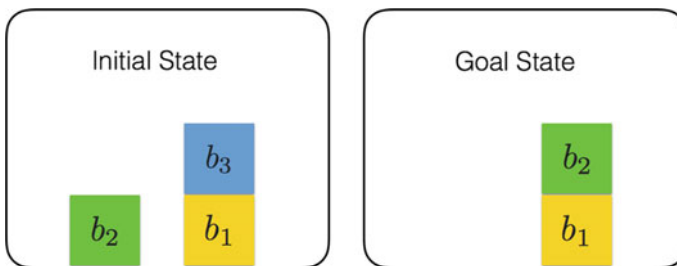 Initial State
b₃
b₂ b₁
Goal State
b₂
b₁